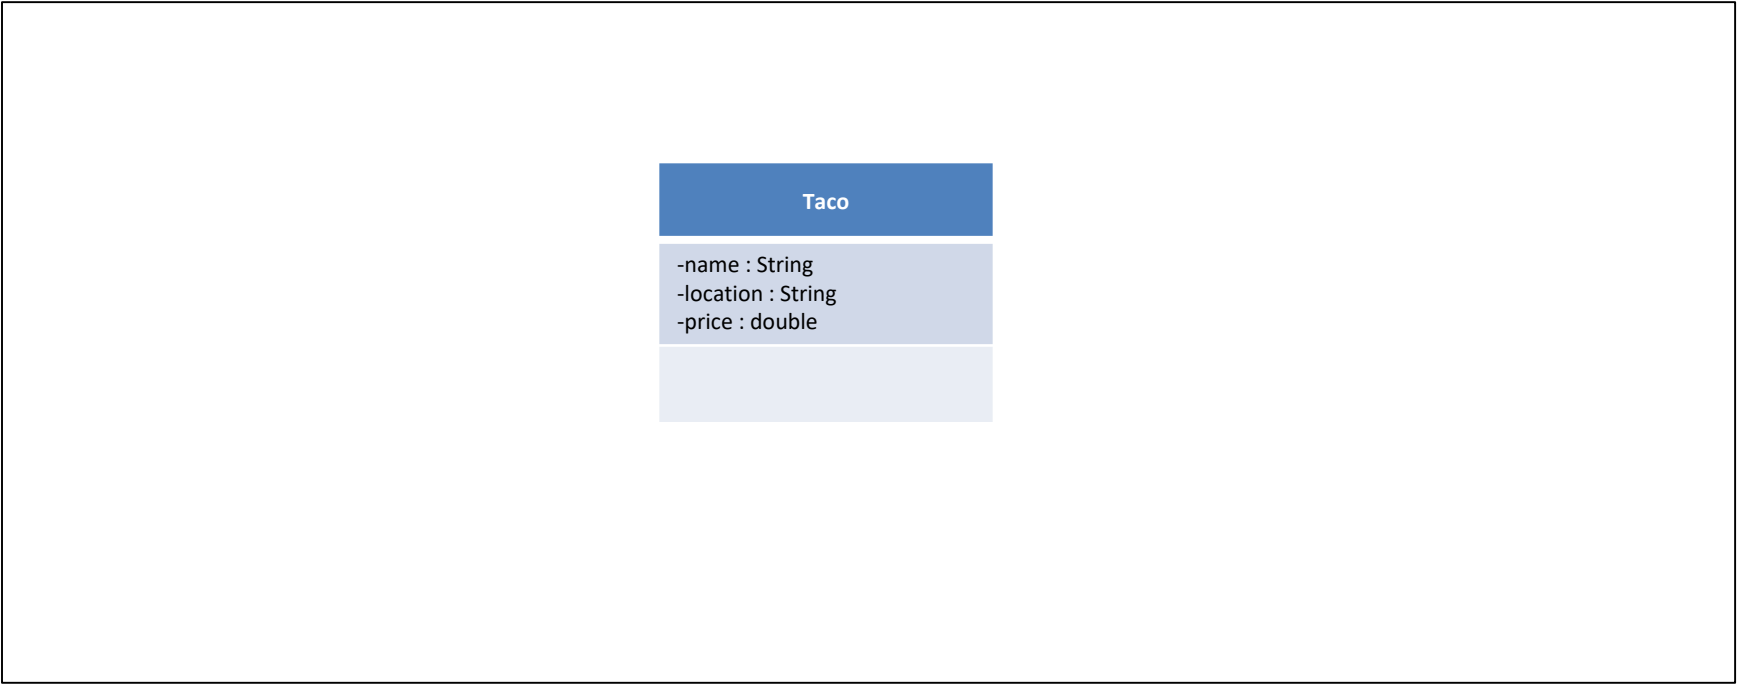 Taco
-name : String
-location : String
-price : double